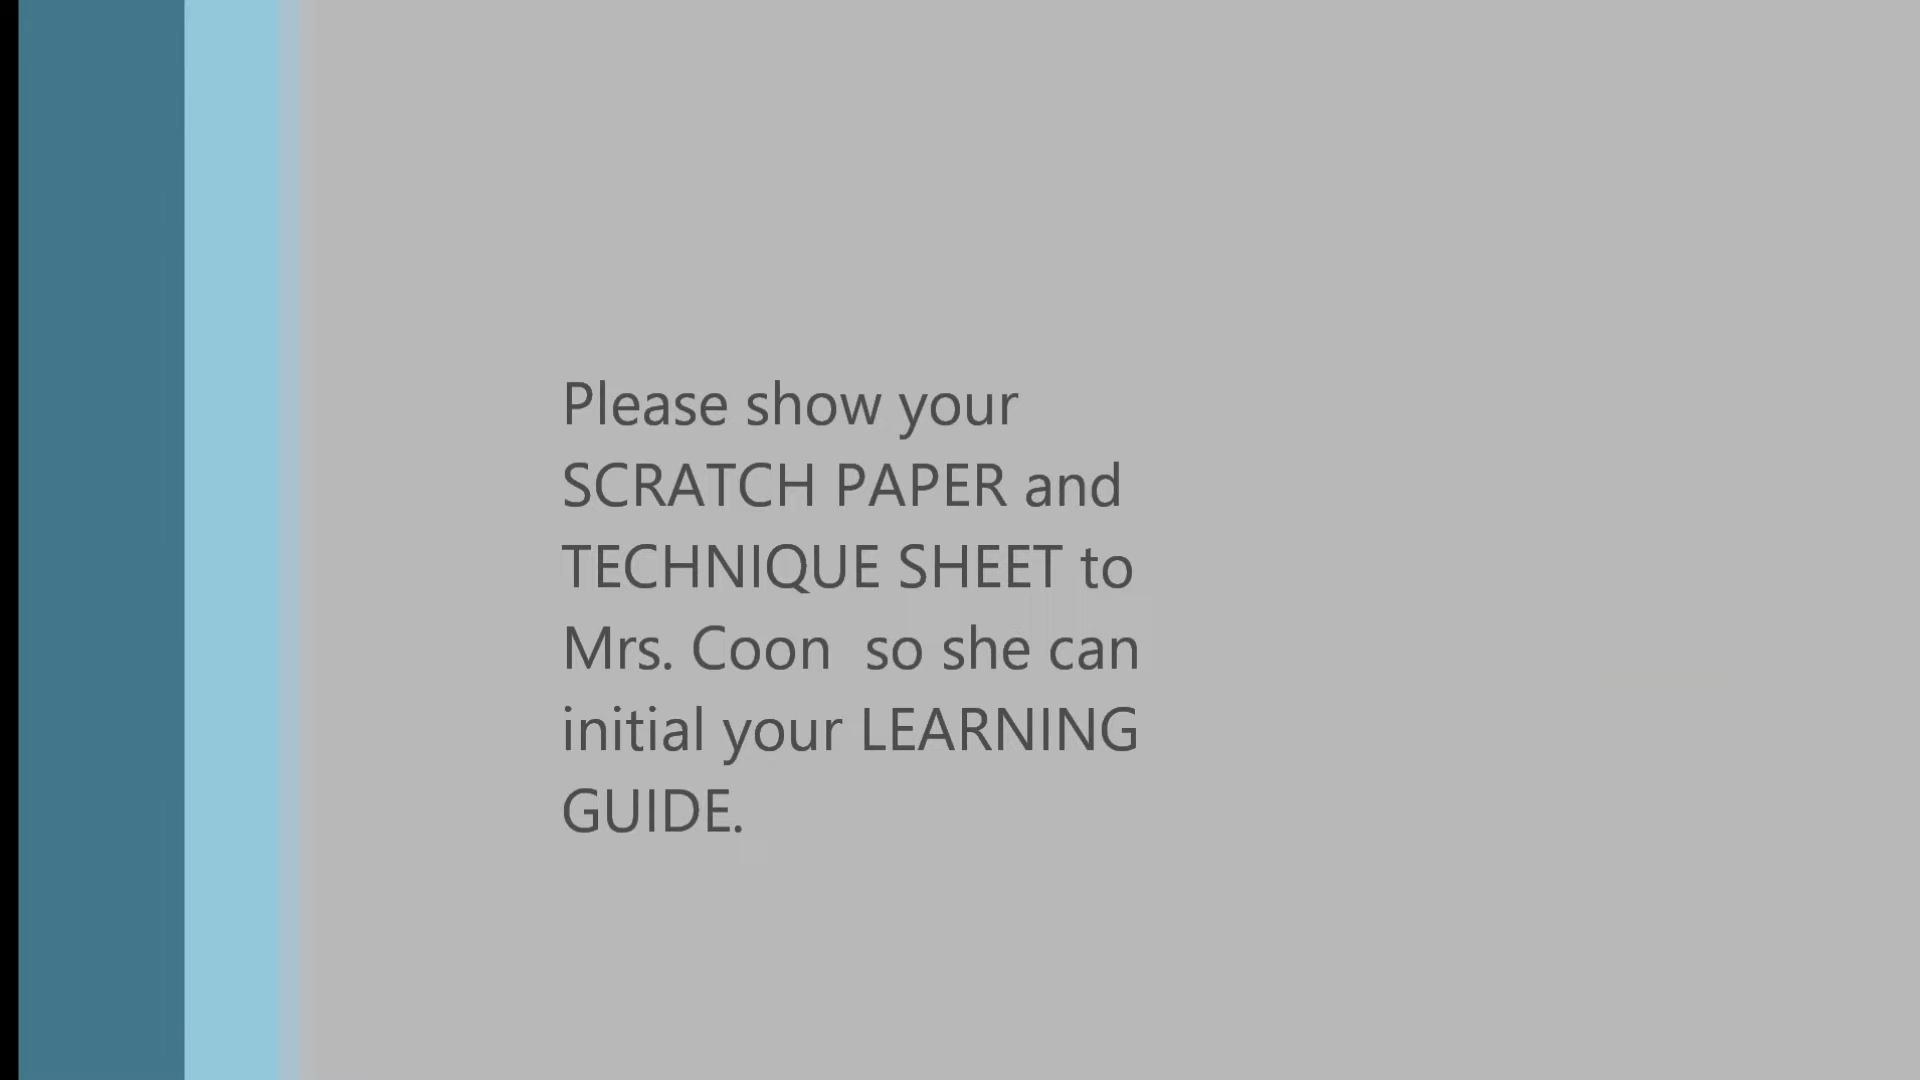 Please show your
SCRATCH PAPER and
TECHNIQUE SHEET to
Mrs. Coon  so she can
initial your LEARNING
GUIDE.